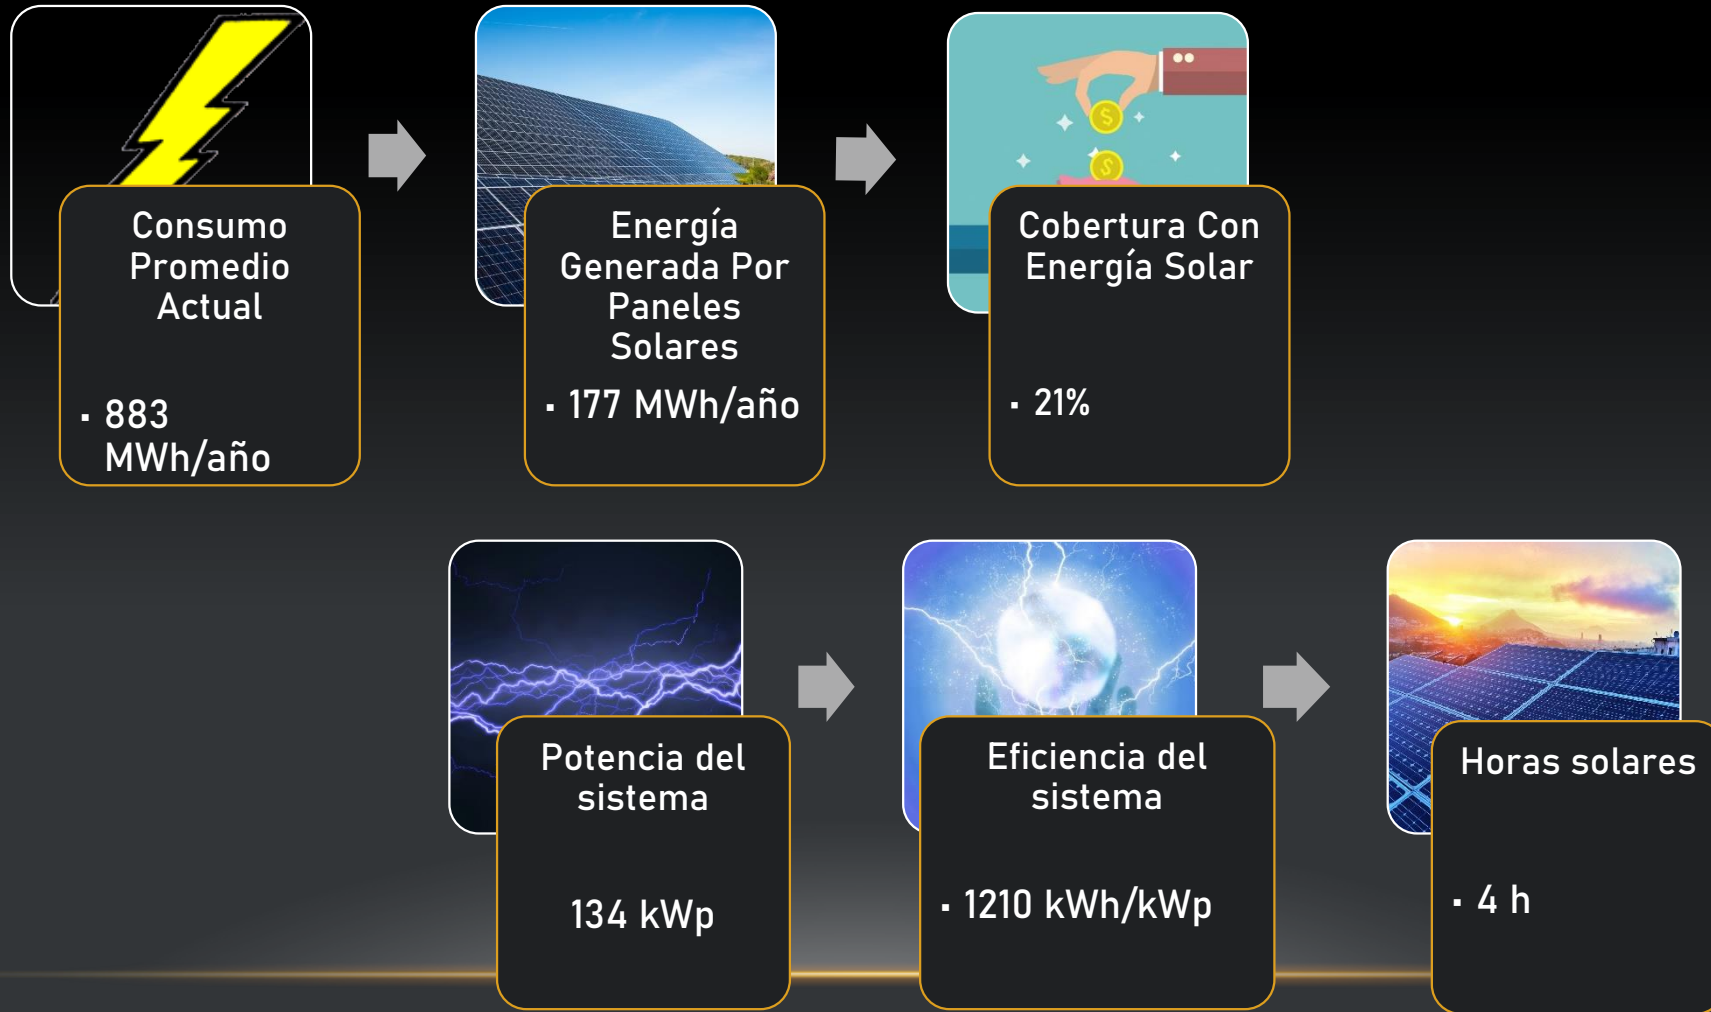 Consumo
Promedio
Actual
▪ 883
MWh/año
Energía
Generada Por
Paneles
Solares
▪ 177 MWh/año
Cobertura Con
Energía Solar
▪ 21%
Potencia del
sistema
134 kWp
Eficiencia del
sistema
▪ 1210 kWh/kWp
Horas solares
▪ 4 h